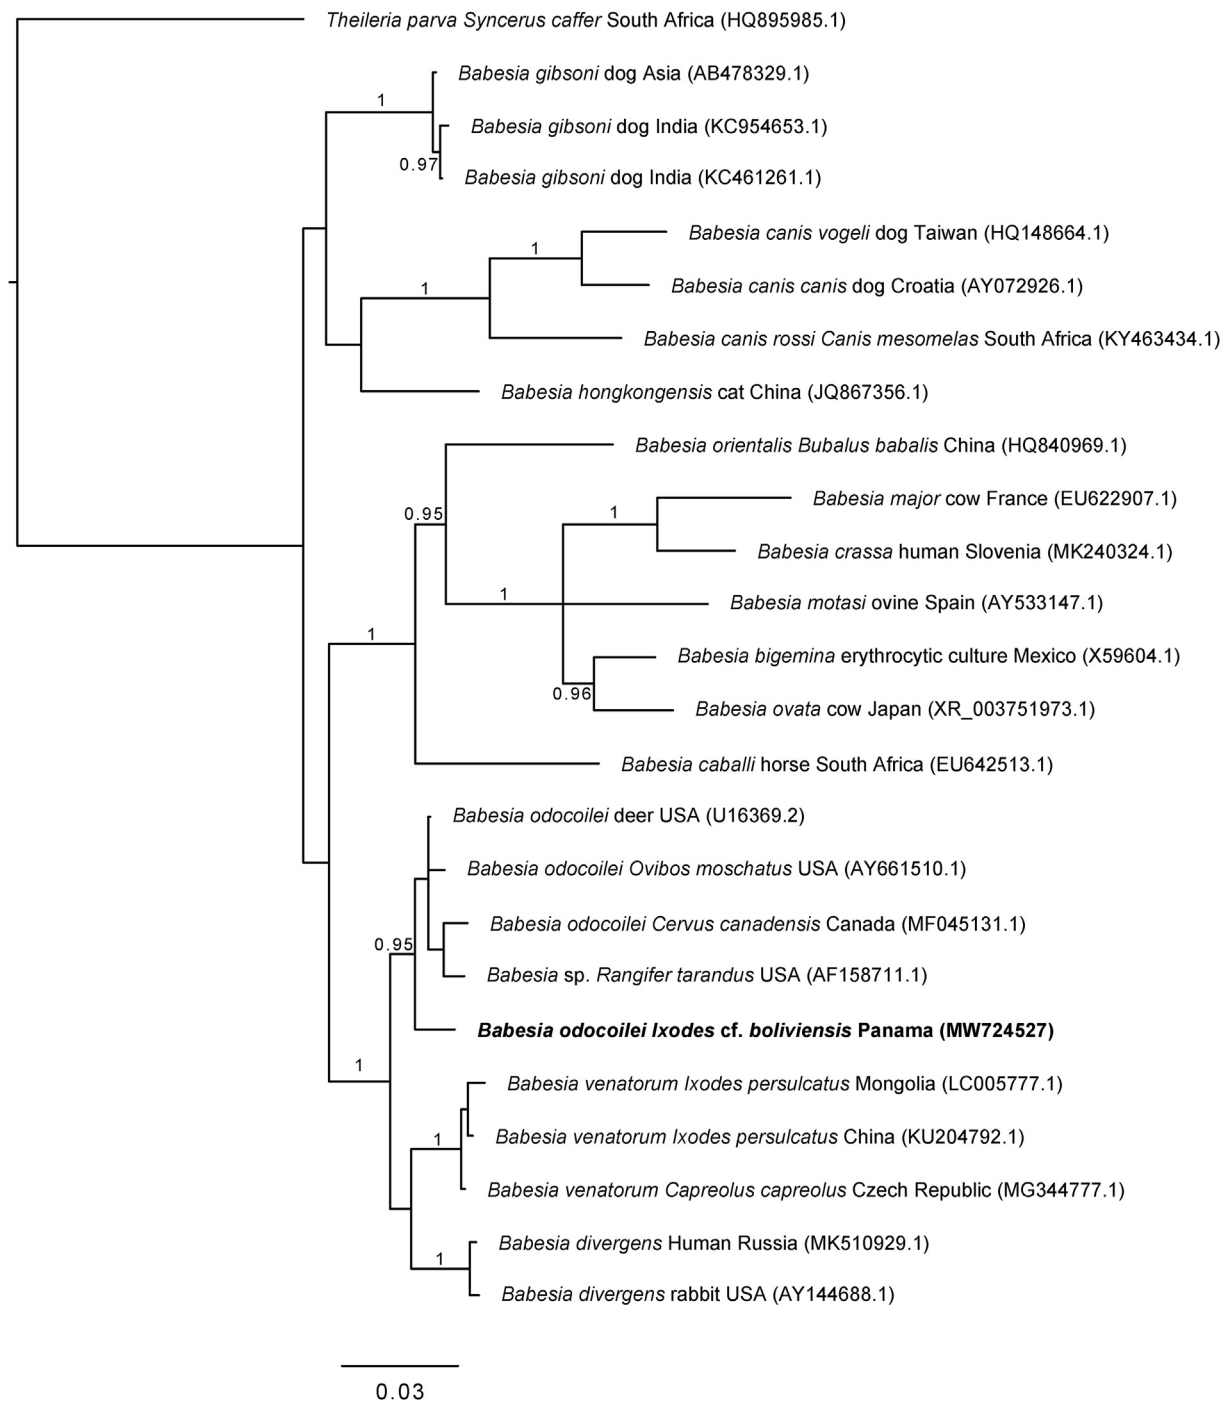 Theileria parva Syncerus caffer South Africa (HQ895985.1)
Babesia gibsoni dog Asia (AB478329.1)
1
Babesia gibsoni dog India (KC954653.1)
0.97
Babesia gibsoni dog India (KC461261.1)
Babesia canis vogeli dog Taiwan (HQ148664.1)
1
Babesia canis canis dog Croatia (AY072926.1)
1
Babesia canis rossi Canis mesomelas South Africa (KY463434.1)
Babesia hongkongensis cat China (JQ867356.1)
Babesia orientalis Bubalus babalis China (HQ840969.1)
Babesia major cow France (EU622907.1)
0.95
1
Babesia crassa human Slovenia (MK240324.1)
1
Babesia motasi ovine Spain (AY533147.1)
1
Babesia bigemina erythrocytic culture Mexico (X59604.1)
0.96
Babesia ovata cow Japan (XR_003751973.1)
Babesia caballi horse South Africa (EU642513.1)
Babesia odocoilei deer USA (U16369.2)
Babesia odocoilei Ovibos moschatus USA (AY661510.1)
Babesia odocoilei Cervus canadensis Canada (MF045131.1)
0.95
Babesia sp. Rangifer tarandus USA (AF158711.1)
Babesia odocoilei Ixodes cf. boliviensis Panama (MW724527)
1
Babesia venatorum Ixodes persulcatus Mongolia (LC005777.1)
1
Babesia venatorum Ixodes persulcatus China (KU204792.1)
Babesia venatorum Capreolus capreolus Czech Republic (MG344777.1)
Babesia divergens Human Russia (MK510929.1)
1
Babesia divergens rabbit USA (AY144688.1)
0.03